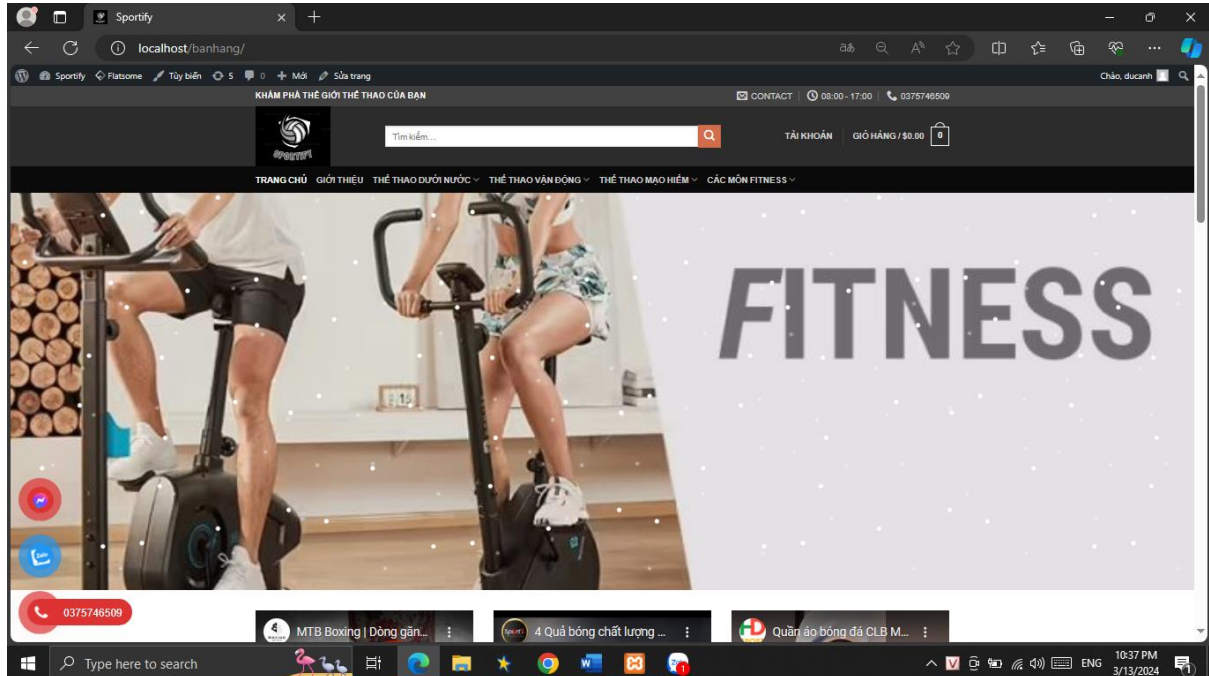 Sportify
localhost/banhang/
Sportify Flatsome Tùy biến 5 0 Mới Sửa trang Chào, ducanh
KHÁM PHÁ THẾ GIỚI THỂ THAO CỦA BẠN CONTACT 08:00 - 17:00 0375746509
SPORTIFY
Tìm kiếm...
TÀI KHOẢN GIỎ HÀNG / $0.00 0
TRANG CHỦ GIỚI THIỆU THỂ THAO DƯỚI NƯỚC THỂ THAO VẬN ĐỘNG THỂ THAO MẠO HIỂM CÁC MÔN FITNESS
FITNESS
Zalo
0375746509
MTB Boxing | Dòng găn...
4 Quả bóng chất lượng ...
Quần áo bóng đá CLB M...
Type here to search
ENG
10:37 PM
3/13/2024